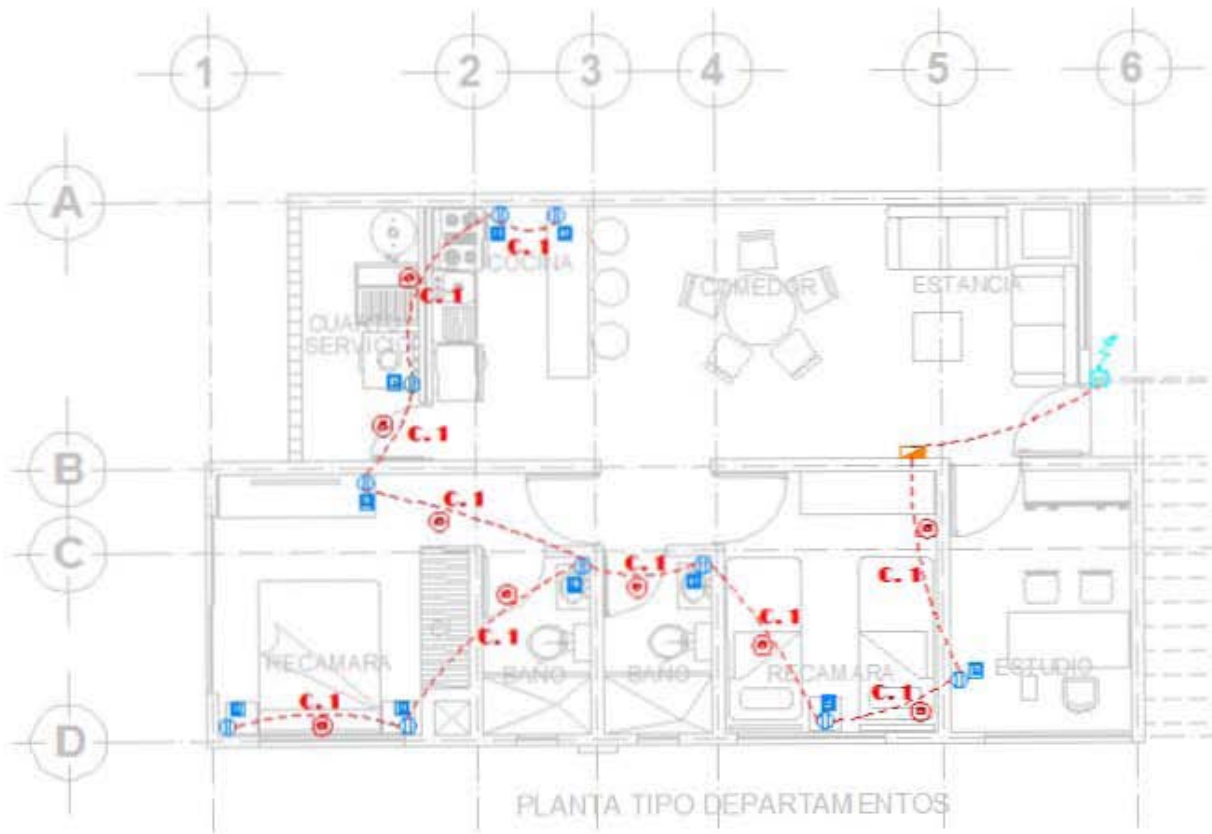 1 2 3 4 5 6
A
C.1
COCINA
COMEDOR
ESTANCIA
C.1
CUARTO
SERVICIO
C.1
B
C.1
C
C.1
C.1
C.1
C.1
RECAMARA
BAÑO
BAÑO
RECAMARA
ESTUDIO
C.1
C.1
D
PLANTA TIPO DEPARTAMENTOS